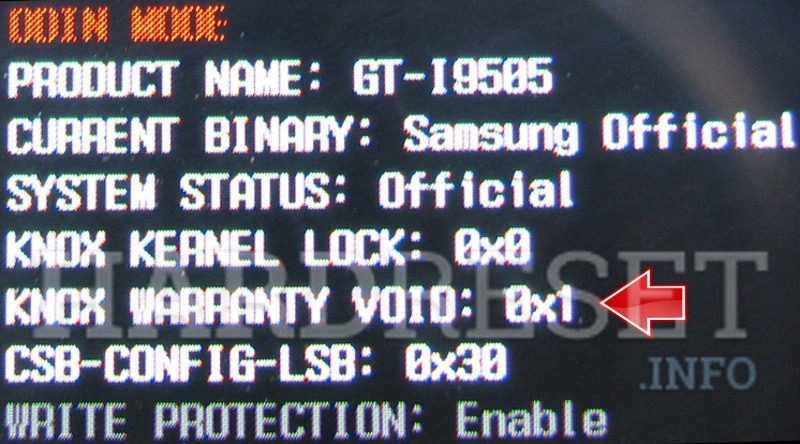 ODIN MODE
PRODUCT NAME: GT-I9505
CURRENT BINARY: Samsung Official
SYSTEM STATUS: Official
KNOX KERNEL LOCK: 0x0
KNOX WARRANTY VOID: 0x1
HARDRESET
CSB-CONFIG-LSB: 0x30
.INFO
WRITE PROTECTION: Enable